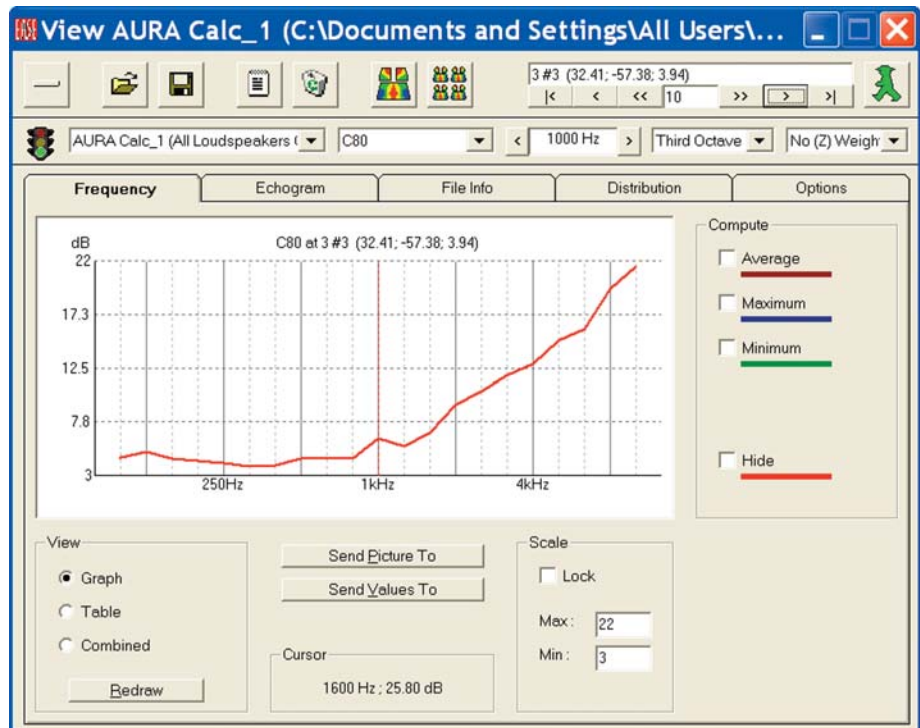 EASE View AURA Calc_1 (C:\Documents and Settings\All Users\...
3 #3 (32.41; -57.38; 3.94)
|< < << 10 >> > >|
AURA Calc_1 (All Loudspeakers ( C80 < 1000 Hz > Third Octave No (Z) Weigh
Frequency Echogram File Info Distribution Options
dB C80 at 3 #3 (32.41; -57.38; 3.94)
22
17.3
12.5
7.8
3
250Hz 1kHz 4kHz
Compute
Average
Maximum
Minimum
Hide
View
Graph
Table
Combined
Redraw
Send Picture To
Send Values To
Cursor
1600 Hz ; 25.80 dB
Scale
Lock
Max : 22
Min : 3